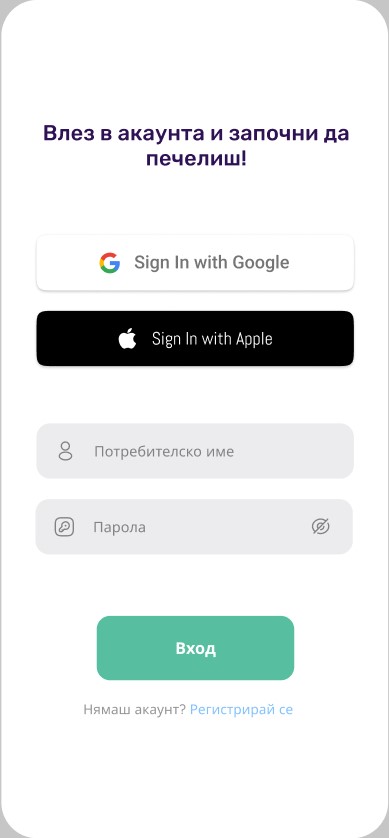 Влез в акаунта и започни да
печелиш!
Sign In with Google
Sign In with Apple
Потребителско име
Парола
Вход
Нямаш акаунт? Регистрирай се